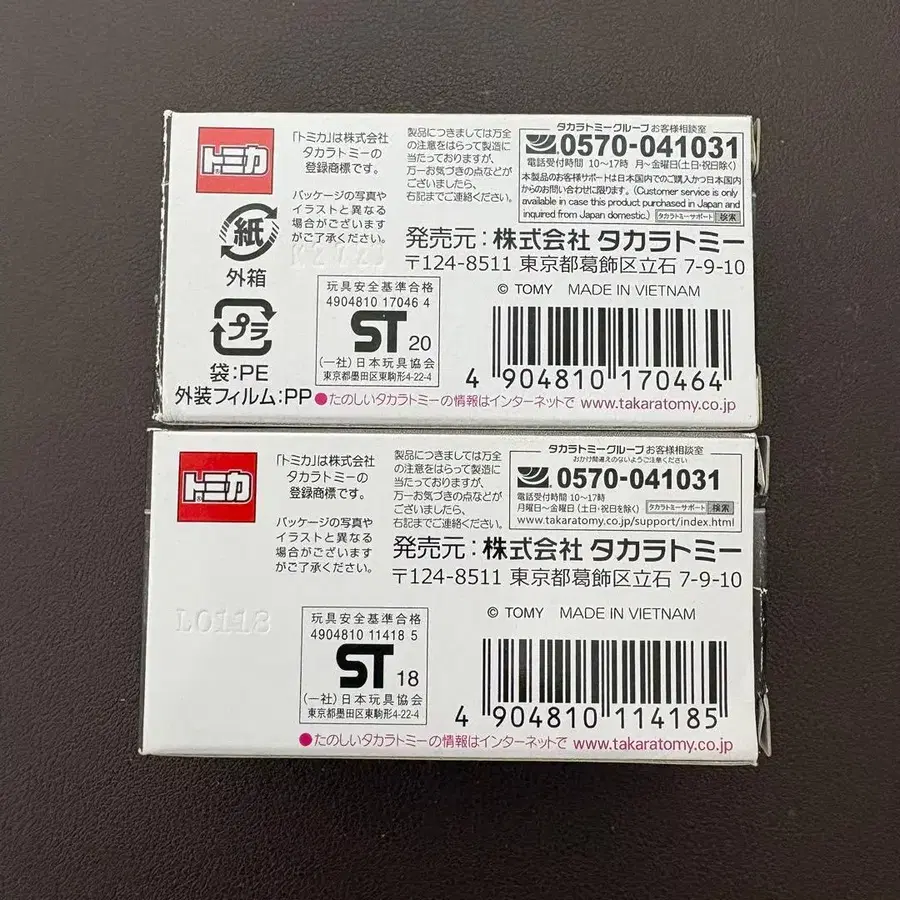 トミカ
「トミカ」は株式会社
タカラトミーの
登録商標です。
パッケージの写真や
イラストと異なる
場合がございます
がご了承ください。
製品につきましては万全
の注意をはらって製造に
当たっておりますが、
万一お気づきの点などが
ございましたら、
右記までご連絡ください。
タカラトミーグループ お客様相談室
0570-041031
電話受付時間 10〜17時 月〜金曜日(土日・祝日除く)
本製品のお客様サポートは日本国内でのご購入かつ日本国内
からのお問い合わせに限ります。(Customer service is only
available in case this product purchased in Japan and
inquired from Japan domestic.) タカラトミーサポート 検索
発売元:株式会社 タカラトミー
〒124-8511 東京都葛飾区立石 7-9-10
© TOMY MADE IN VIETNAM
紙
外箱
プラ
袋:PE
外装フィルム:PP
玩具安全基準合格
4904810 17046 4
ST 20
(一社)日本玩具協会
東京都墨田区東駒形4-22-4
4 904810 170464
●たのしいタカラトミーの情報はインターネットで www.takaratomy.co.jp
トミカ
「トミカ」は株式会社
タカラトミーの
登録商標です。
パッケージの写真や
イラストと異なる
場合がございます
がご了承ください。
製品につきましては万全
の注意をはらって製造に
当たっておりますが、
万一お気づきの点などが
ございましたら、
右記までご連絡ください。
タカラトミーグループ お客様相談室
おかけ間違えのないようご注意ください
0570-041031
電話受付時間 10〜17時
月曜日〜金曜日(土日・祝日を除く) タカラトミーサポート 検索
www.takaratomy.co.jp/support/index.html
発売元:株式会社 タカラトミー
〒124-8511 東京都葛飾区立石 7-9-10
© TOMY MADE IN VIETNAM
玩具安全基準合格
4904810 11418 5
ST 18
(一社)日本玩具協会
東京都墨田区東駒形4-22-4
4 904810 114185
●たのしいタカラトミーの情報はインターネットで www.takaratomy.co.jp